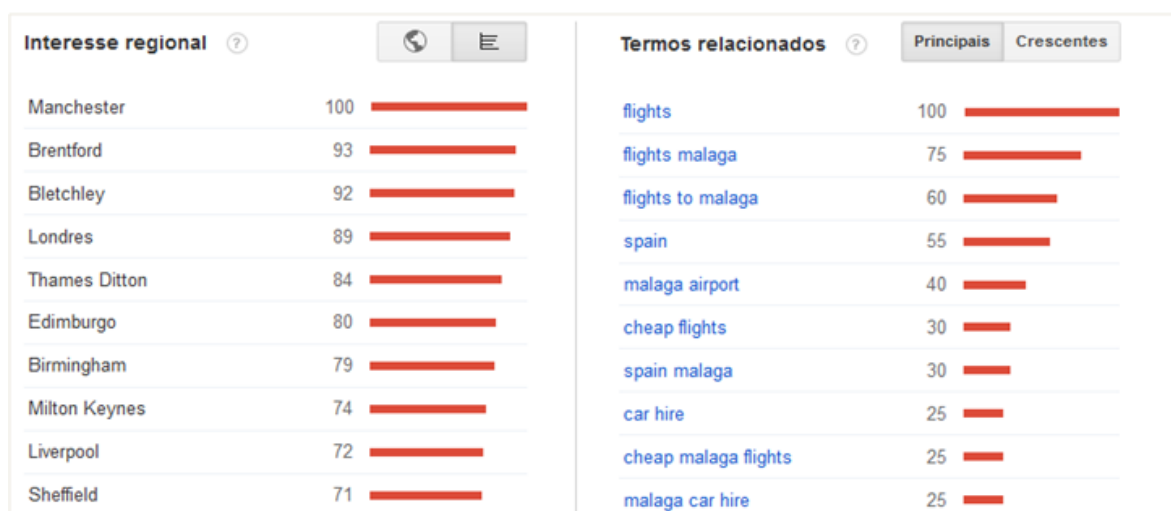 Interesse regional ?
Manchester 100
Brentford 93
Bletchley 92
Londres 89
Thames Ditton 84
Edimburgo 80
Birmingham 79
Milton Keynes 74
Liverpool 72
Sheffield 71
Termos relacionados ? Principais Crescentes
flights 100
flights malaga 75
flights to malaga 60
spain 55
malaga airport 40
cheap flights 30
spain malaga 30
car hire 25
cheap malaga flights 25
malaga car hire 25